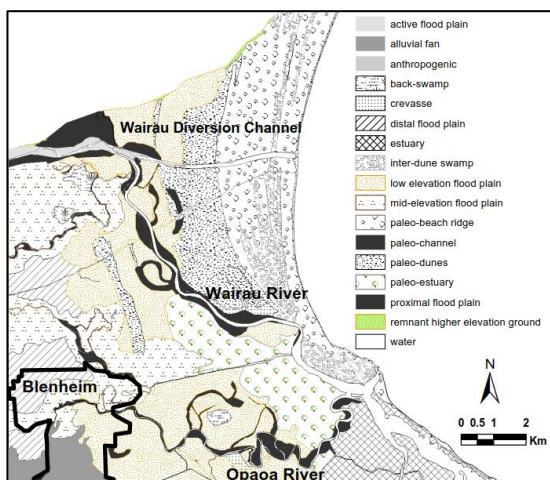 Wairau Diversion Channel
Wairau River
Blenheim
Opaoa River
active flood plain
alluvial fan
anthropogenic
back-swamp
crevasse
distal flood plain
estuary
inter-dune swamp
low elevation flood plain
mid-elevation flood plain
paleo-beach ridge
paleo-channel
paleo-dunes
paleo-estuary
proximal flood plain
remnant higher elevation ground
water
N
0 0.5 1 2
Km